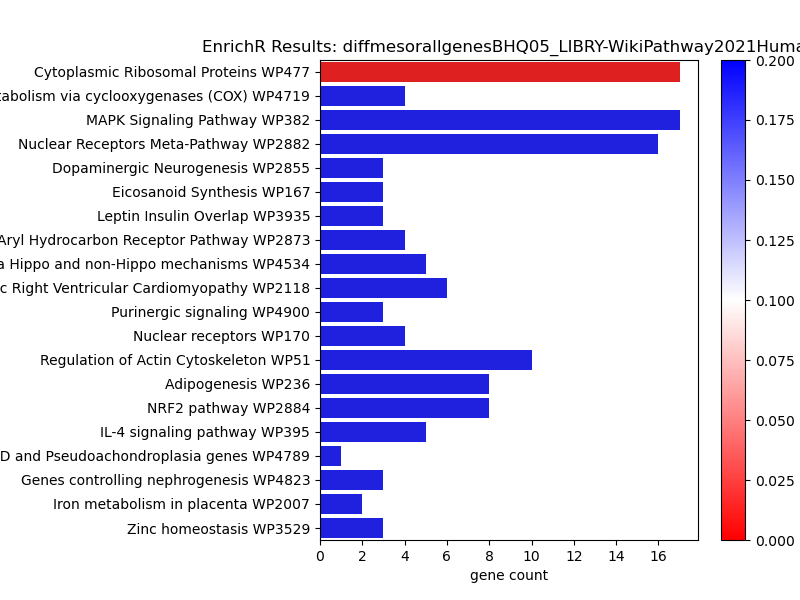 EnrichR Results: diffmesorallgenesBHQ05_LIBRY-WikiPathway2021Huma
Cytoplasmic Ribosomal Proteins WP477
via cyclooxygenases (COX) WP4719
MAPK Signaling Pathway WP382
Nuclear Receptors Meta-Pathway WP2882
Dopaminergic Neurogenesis WP2855
Eicosanoid Synthesis WP167
Leptin Insulin Overlap WP3935
Aryl Hydrocarbon Receptor Pathway WP2873
Hippo and non-Hippo mechanisms WP4534
Right Ventricular Cardiomyopathy WP2118
Purinergic signaling WP4900
Nuclear receptors WP170
Regulation of Actin Cytoskeleton WP51
Adipogenesis WP236
NRF2 pathway WP2884
IL-4 signaling pathway WP395
D and Pseudoachondroplasia genes WP4789
Genes controlling nephrogenesis WP4823
Iron metabolism in placenta WP2007
Zinc homeostasis WP3529
0 2 4 6 8 10 12 14 16
gene count
0.200
0.175
0.150
0.125
0.100
0.075
0.050
0.025
0.000